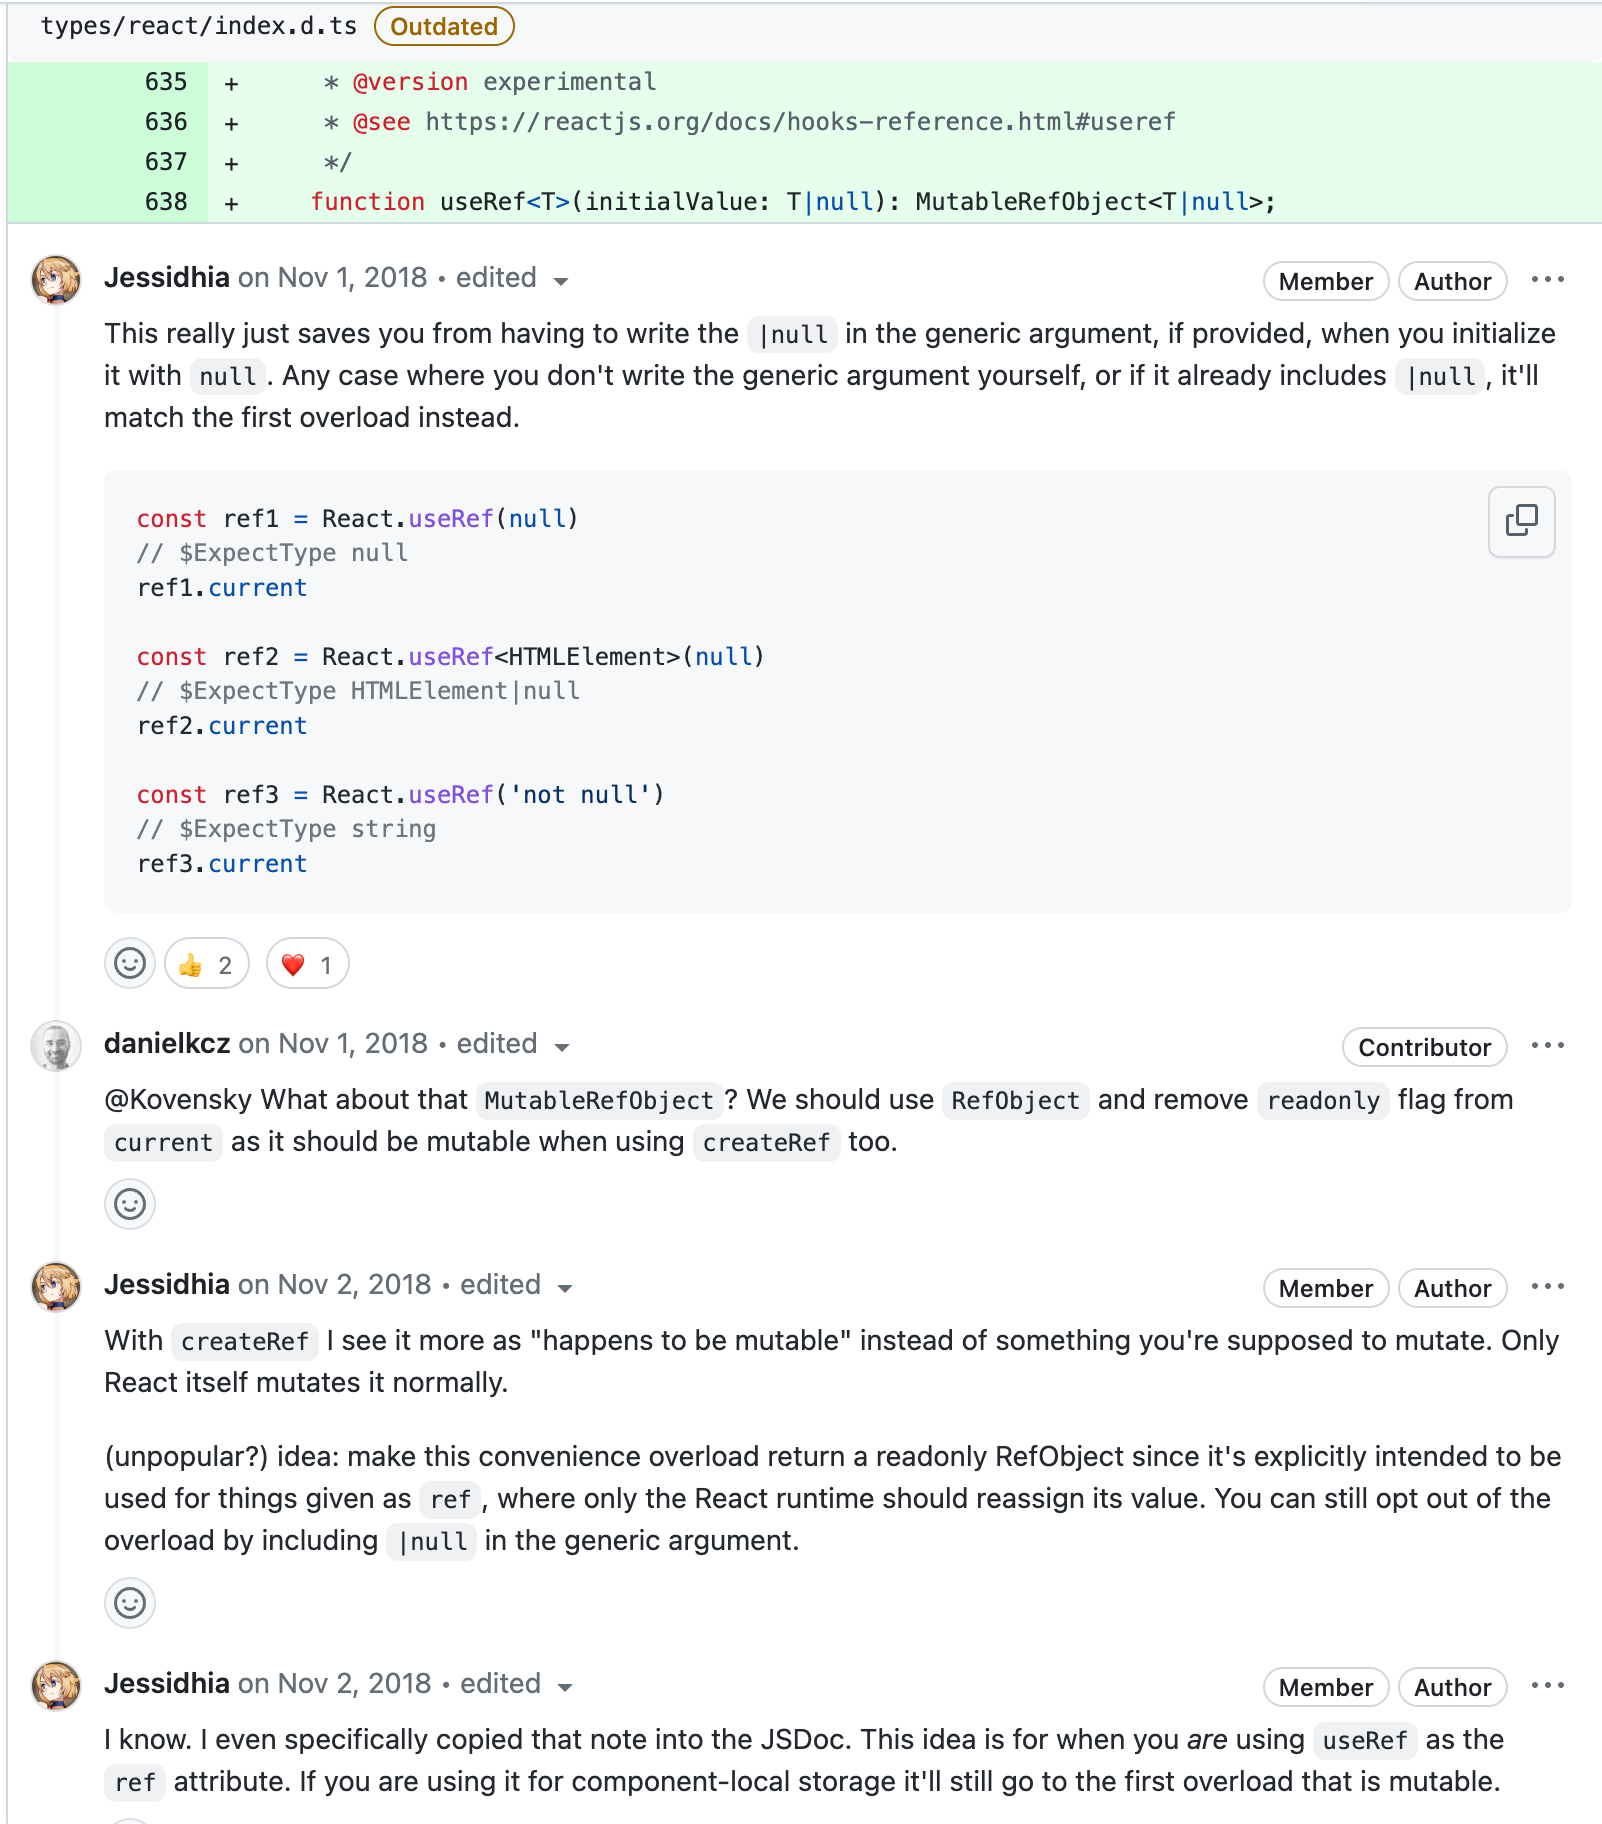 types/react/index.d.ts Outdated
635 + * @version experimental
636 + * @see https://reactjs.org/docs/hooks-reference.html#useref
637 + */
638 + function useRef<T>(initialValue: T|null): MutableRefObject<T|null>;
Jessidhia on Nov 1, 2018 • edited Member Author ···
This really just saves you from having to write the |null in the generic argument, if provided, when you initialize
it with null. Any case where you don't write the generic argument yourself, or if it already includes |null, it'll
match the first overload instead.
const ref1 = React.useRef(null)
// $ExpectType null
ref1.current
const ref2 = React.useRef<HTMLElement>(null)
// $ExpectType HTMLElement|null
ref2.current
const ref3 = React.useRef('not null')
// $ExpectType string
ref3.current
👍 2 ❤️ 1
danielkcz on Nov 1, 2018 • edited Contributor ···
@Kovensky What about that MutableRefObject? We should use RefObject and remove readonly flag from
current as it should be mutable when using createRef too.
Jessidhia on Nov 2, 2018 • edited Member Author ···
With createRef I see it more as "happens to be mutable" instead of something you're supposed to mutate. Only
React itself mutates it normally.
(unpopular?) idea: make this convenience overload return a readonly RefObject since it's explicitly intended to be
used for things given as ref, where only the React runtime should reassign its value. You can still opt out of the
overload by including |null in the generic argument.
Jessidhia on Nov 2, 2018 • edited Member Author ···
I know. I even specifically copied that note into the JSDoc. This idea is for when you are using useRef as the
ref attribute. If you are using it for component-local storage it'll still go to the first overload that is mutable.